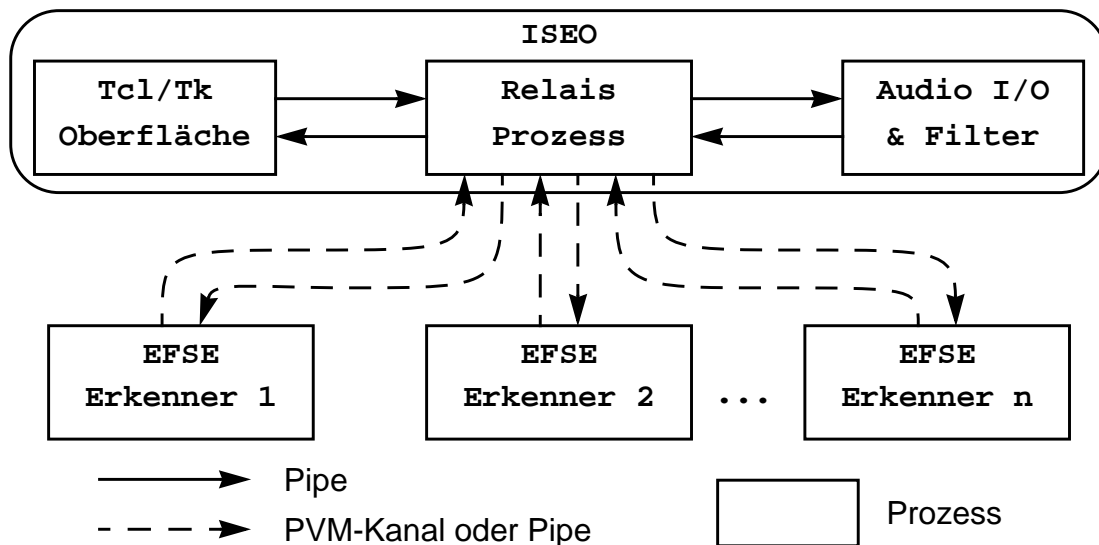 ISEO
Tcl/Tk
Oberfläche
Relais
Prozess
Audio I/O
& Filter
EFSE
Erkenner 1
EFSE
Erkenner 2
...
EFSE
Erkenner n
Pipe
PVM-Kanal oder Pipe
Prozess